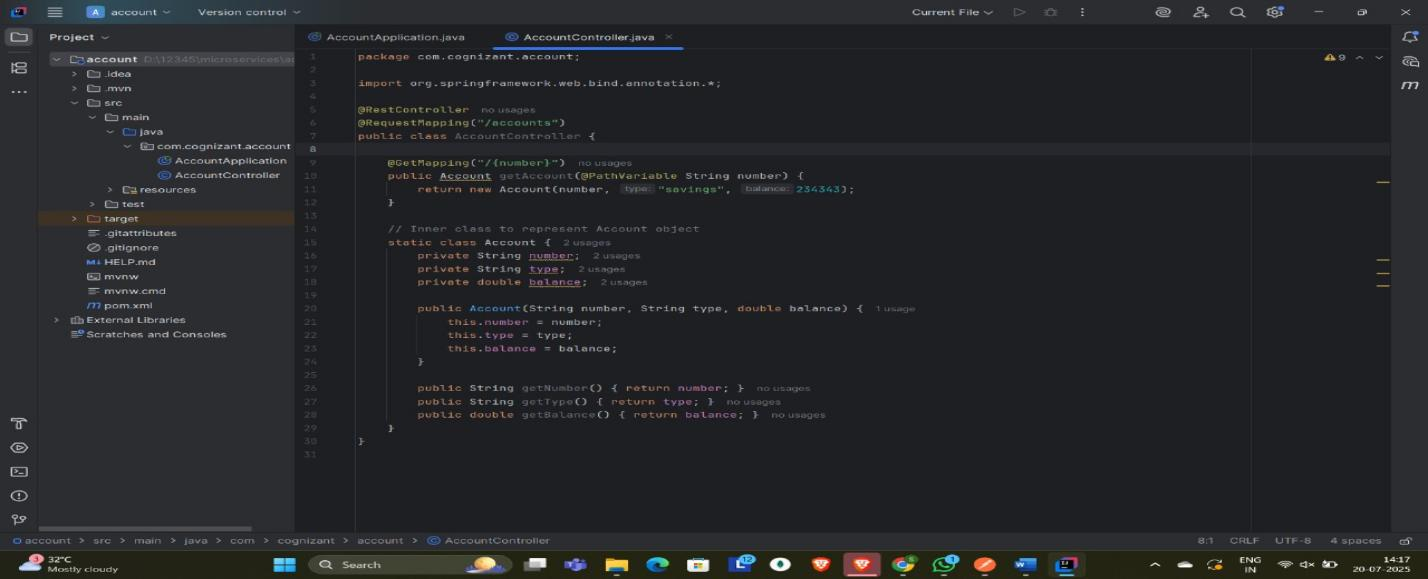 A account Version control Current File
Project
AccountApplication.java AccountController.java
account D:\12345\microservices\ac
.idea
.mvn
src
main
java
com.cognizant.account
AccountApplication
AccountController
resources
test
target
.gitattributes
.gitignore
HELP.md
mvnw
mvnw.cmd
pom.xml
External Libraries
Scratches and Consoles
9
1 package com.cognizant.account;
2
3 import org.springframework.web.bind.annotation.*;
4
5 @RestController no usages
6 @RequestMapping("/accounts")
7 public class AccountController {
8
9 @GetMapping("/{number}") no usages
10 public Account getAccount(@PathVariable String number) {
11 return new Account(number, type: "savings", balance: 234343);
12 }
13
14 // Inner class to represent Account object
15 static class Account { 2 usages
16 private String number; 2 usages
17 private String type; 2 usages
18 private double balance; 2 usages
19
20 public Account(String number, String type, double balance) { 1 usage
21 this.number = number;
22 this.type = type;
23 this.balance = balance;
24 }
25
26 public String getNumber() { return number; } no usages
27 public String getType() { return type; } no usages
28 public double getBalance() { return balance; } no usages
29 }
30 }
31
account > src > main > java > com > cognizant > account > AccountController
8:1 CRLF UTF-8 4 spaces
3
32°C
Mostly cloudy
Search
12
1
ENG
IN
14:17
20-07-2025